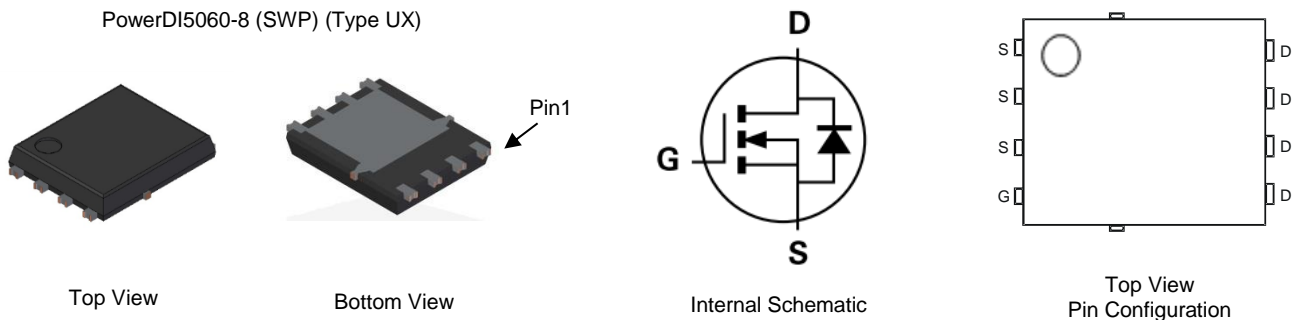 PowerDI5060-8 (SWP) (Type UX)
Pin1
Top View
Bottom View
D
G
S
Internal Schematic
S
D
S
D
S
D
G
D
Top View
Pin Configuration